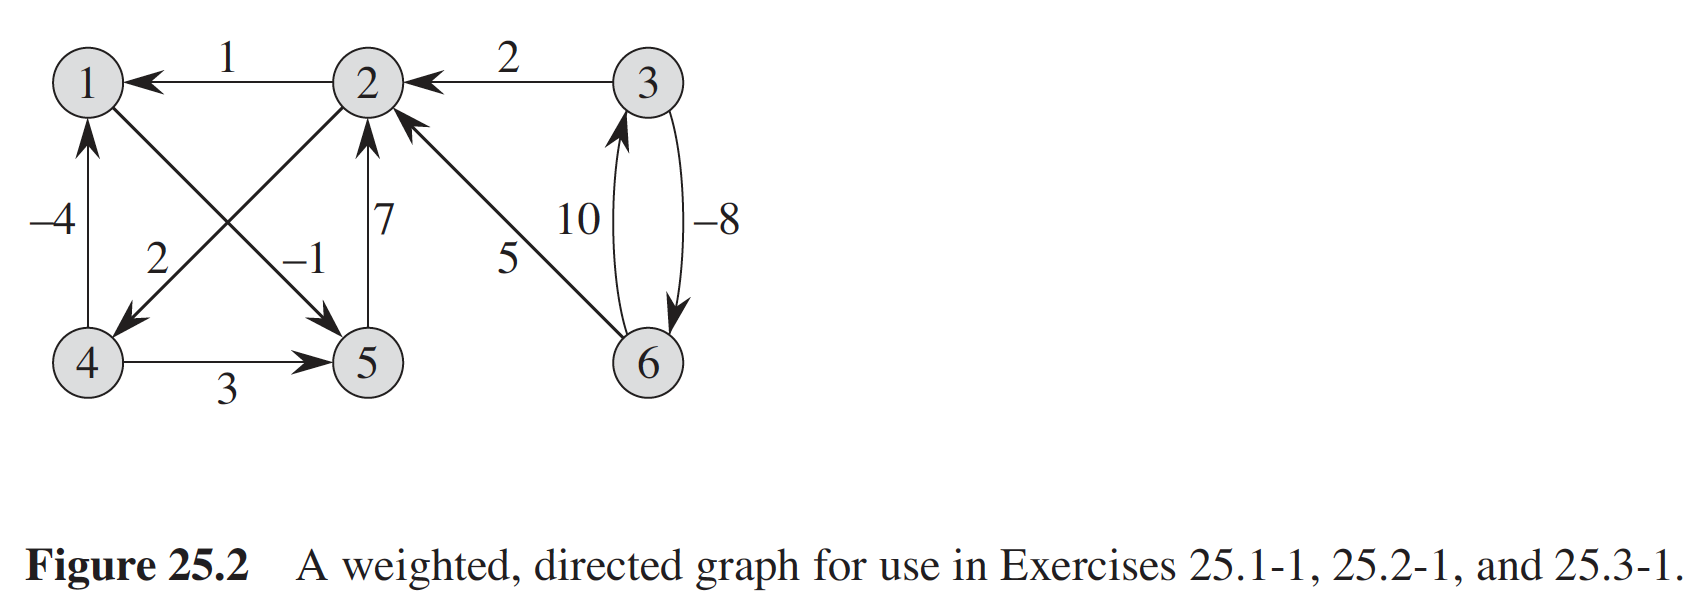 1 2
1 2 3
–4 2 –1 7 5 10 –8
4 5 6
3
Figure 25.2 A weighted, directed graph for use in Exercises 25.1-1, 25.2-1, and 25.3-1.